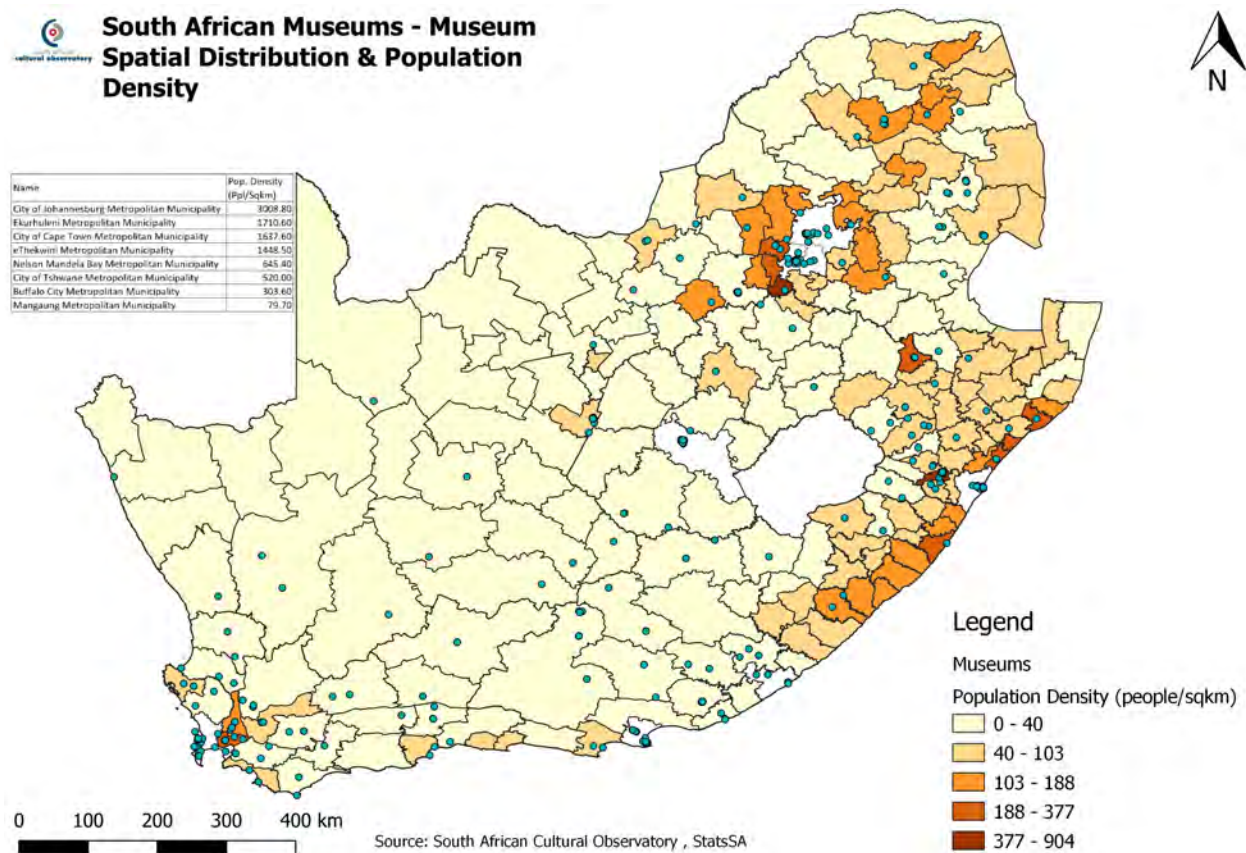 South African Museums - Museum
Spatial Distribution & Population
Density
cultural observatory
N
Name Pop. Density
(Ppl/Sqkm)
City of Johannesburg Metropolitan Municipality 3008.80
Ekurhuleni Metropolitan Municipality 1710.60
City of Cape Town Metropolitan Municipality 1637.60
eThekwini Metropolitan Municipality 1448.50
Nelson Mandela Bay Metropolitan Municipality 645.40
City of Tshwane Metropolitan Municipality 520.00
Buffalo City Metropolitan Municipality 303.60
Mangaung Metropolitan Municipality 79.70
Legend
Museums
Population Density (people/sqkm)
0 - 40
40 - 103
103 - 188
188 - 377
377 - 904
0 100 200 300 400 km
Source: South African Cultural Observatory , StatsSA